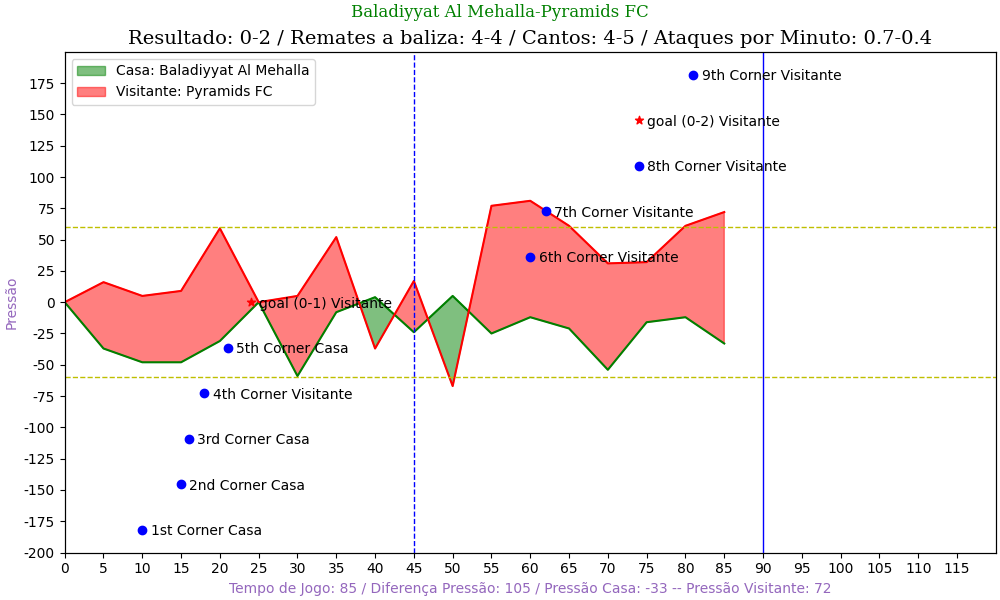 Baladiyyat Al Mehalla-Pyramids FC
Resultado: 0-2 / Remates a baliza: 4-4 / Cantos: 4-5 / Ataques por Minuto: 0.7-0.4
Casa: Baladiyyat Al Mehalla
Visitante: Pyramids FC
9th Corner Visitante
goal (0-2) Visitante
8th Corner Visitante
7th Corner Visitante
6th Corner Visitante
goal (0-1) Visitante
5th Corner Casa
4th Corner Visitante
3rd Corner Casa
2nd Corner Casa
1st Corner Casa
Pressão
175
150
125
100
75
50
25
0
-25
-50
-75
-100
-125
-150
-175
-200
0 5 10 15 20 25 30 35 40 45 50 55 60 65 70 75 80 85 90 95 100 105 110 115
Tempo de Jogo: 85 / Diferença Pressão: 105 / Pressão Casa: -33 -- Pressão Visitante: 72